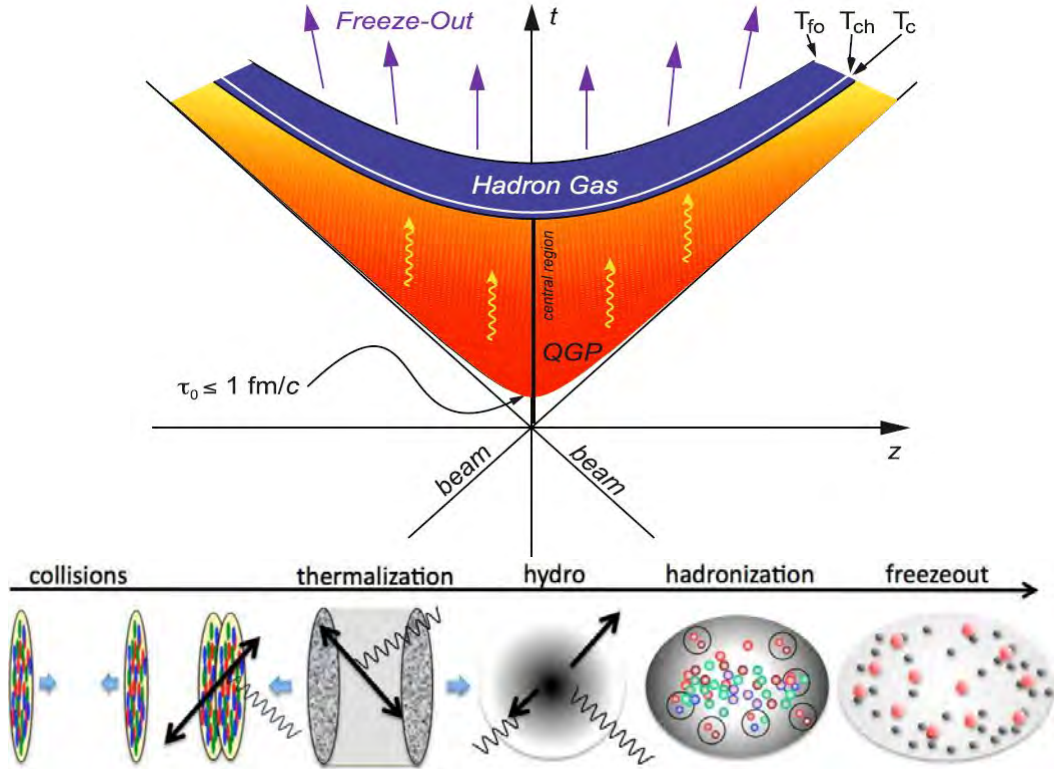 Freeze-Out
t
T_fo T_ch T_c
Hadron Gas
central region
QGP
τ₀ ≤ 1 fm/c
z
beam
beam
collisions thermalization hydro hadronization freezeout